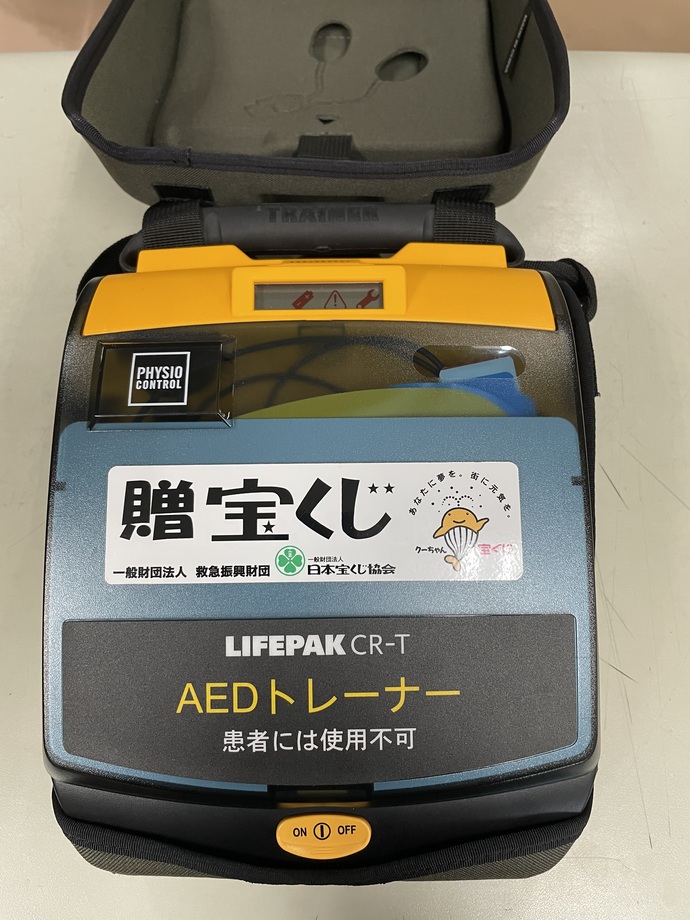 TRAINER
PHYSIO
CONTROL
あなたに夢を。街に元気を。
贈 宝くじ
クーちゃん
宝くじ
一般財団法人 救急振興財団
一般財団法人
日本宝くじ協会
LIFEPAK CR-T
AEDトレーナー
患者には使用不可
ON OFF